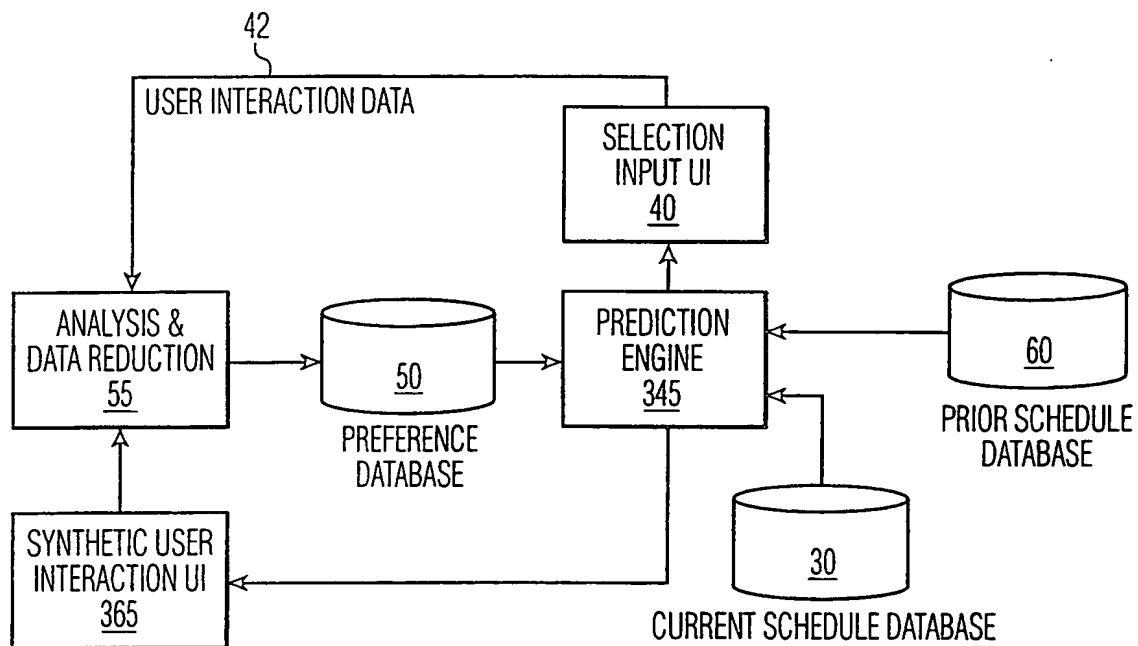 42
USER INTERACTION DATA
SELECTION
INPUT UI
40
ANALYSIS &
DATA REDUCTION
55
50
PREFERENCE
DATABASE
PREDICTION
ENGINE
345
60
PRIOR SCHEDULE
DATABASE
SYNTHETIC USER
INTERACTION UI
365
30
CURRENT SCHEDULE DATABASE